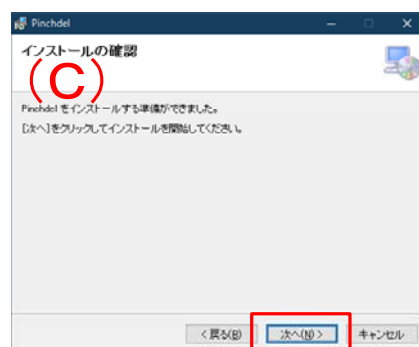 Pinchdel
インストールの確認
(C)
Pinchdel をインストールする準備ができました。
[次へ]をクリックしてインストールを開始してください。
< 戻る(B)
次へ(N) >
キャンセル